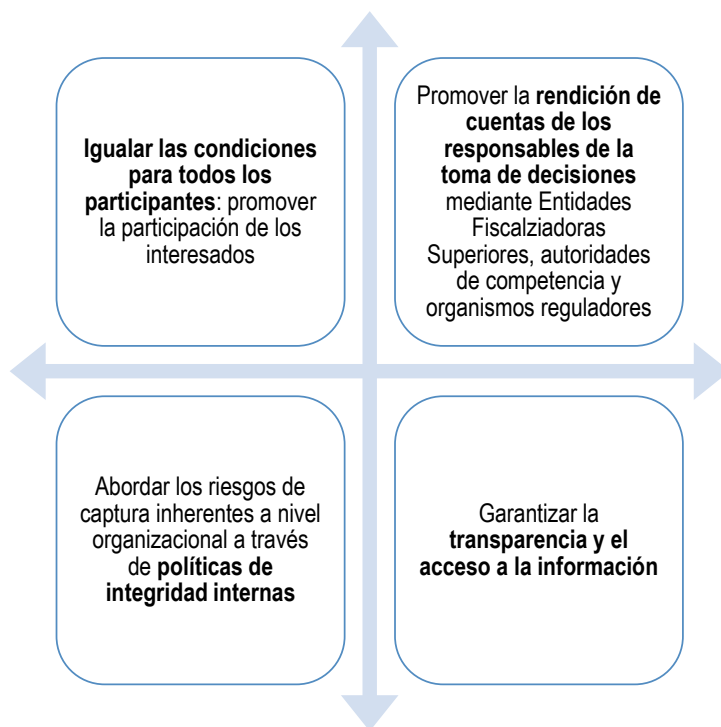 Igualar las condiciones
para todos los
participantes: promover
la participación de los
interesados
Promover la rendición de
cuentas de los
responsables de la
toma de decisiones
mediante Entidades
Fiscalziadoras
Superiores, autoridades
de competencia y
organismos reguladores
Abordar los riesgos de
captura inherentes a nivel
organizacional a través
de políticas de
integridad internas
Garantizar la
transparencia y el
acceso a la información